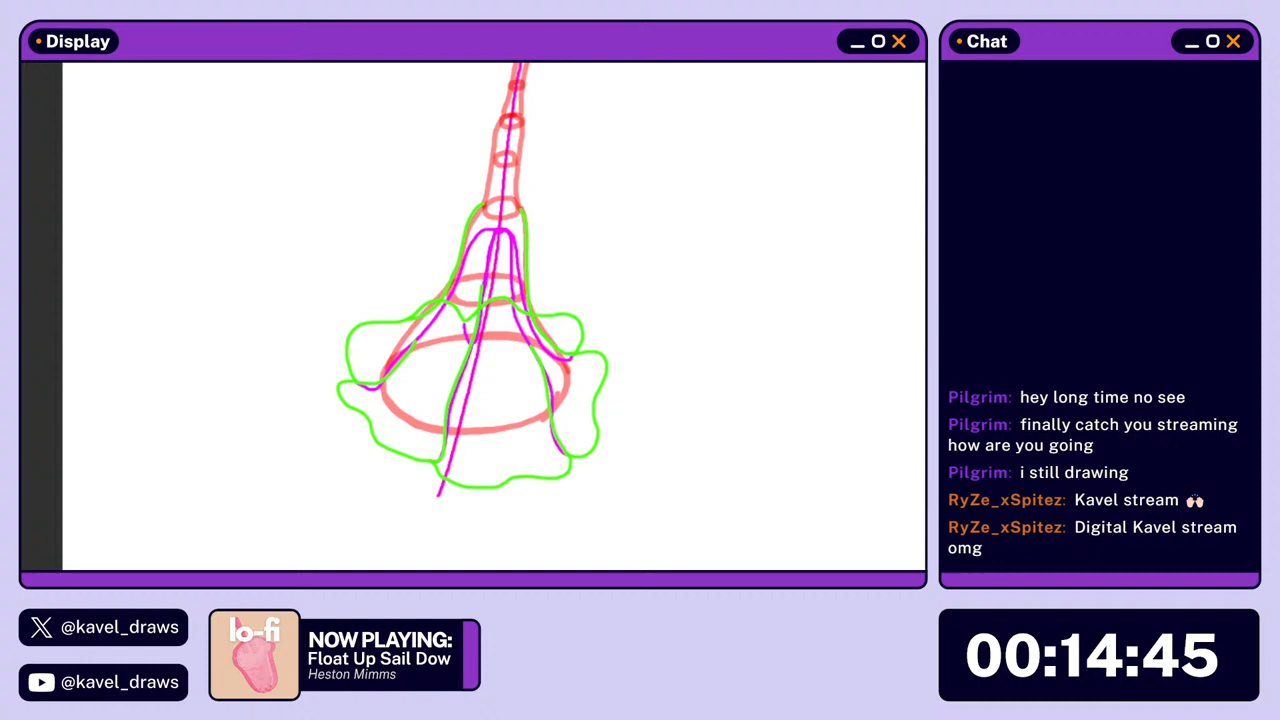 Display
Chat
Pilgrim: hey long time no see
Pilgrim: finally catch you streaming
how are you going
Pilgrim: i still drawing
RyZe_xSpitez: Kavel stream 🙌🏻
RyZe_xSpitez: Digital Kavel stream
omg
@kavel_draws
@kavel_draws
lo-fi
NOW PLAYING:
Float Up Sail Dow
Heston Mimms
00:14:45